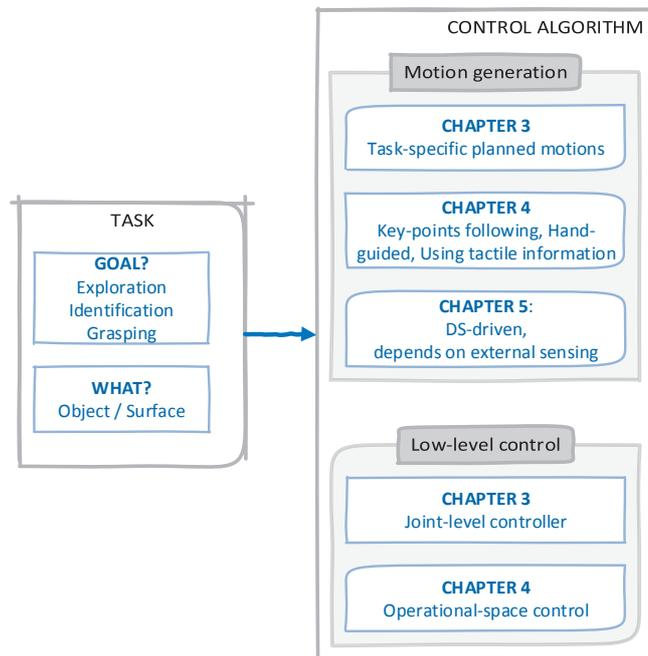 CONTROL ALGORITHM
Motion generation
CHAPTER 3
Task-specific planned motions
CHAPTER 4
Key-points following, Hand-
guided, Using tactile information
CHAPTER 5:
DS-driven,
depends on external sensing
TASK
GOAL?
Exploration
Identification
Grasping
WHAT?
Object / Surface
Low-level control
CHAPTER 3
Joint-level controller
CHAPTER 4
Operational-space control